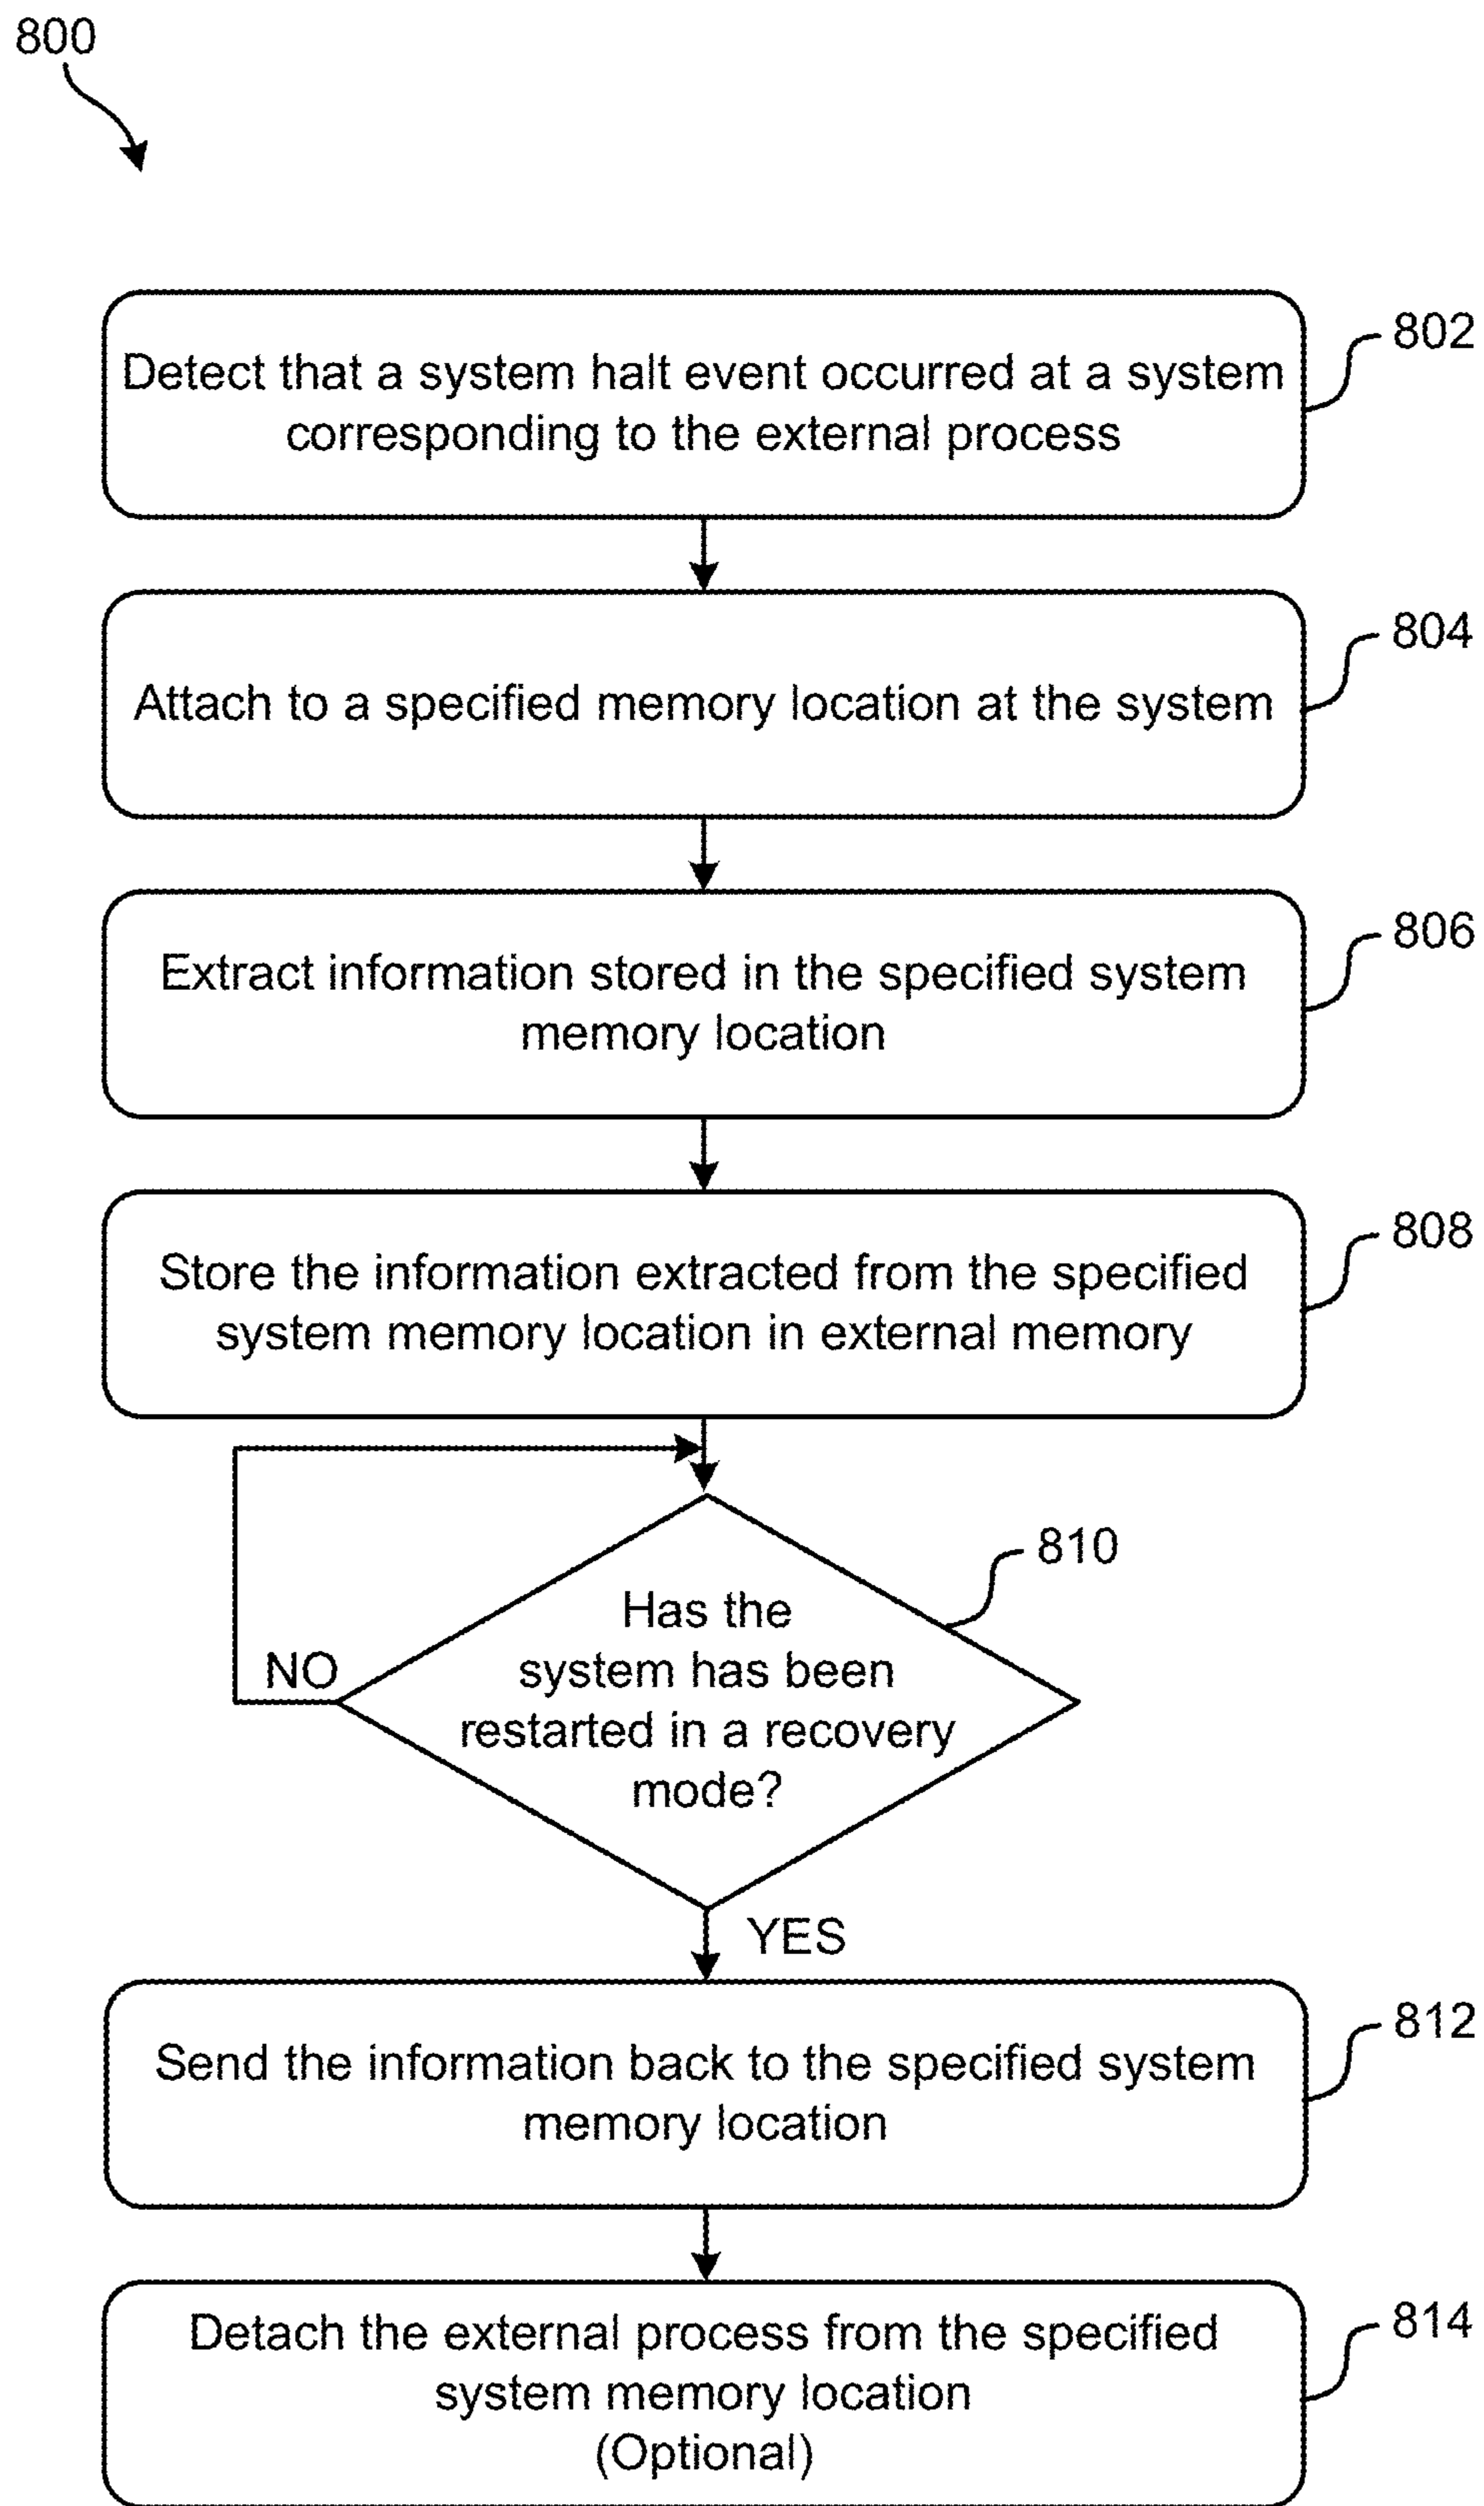 800
Detect that a system halt event occurred at a system
corresponding to the external process
802
Attach to a specified memory location at the system
804
Extract information stored in the specified system
memory location
806
Store the information extracted from the specified
system memory location in external memory
808
Has the
system has been
restarted in a recovery
mode?
810
NO
YES
Send the information back to the specified system
memory location
812
Detach the external process from the specified
system memory location
(Optional)
814